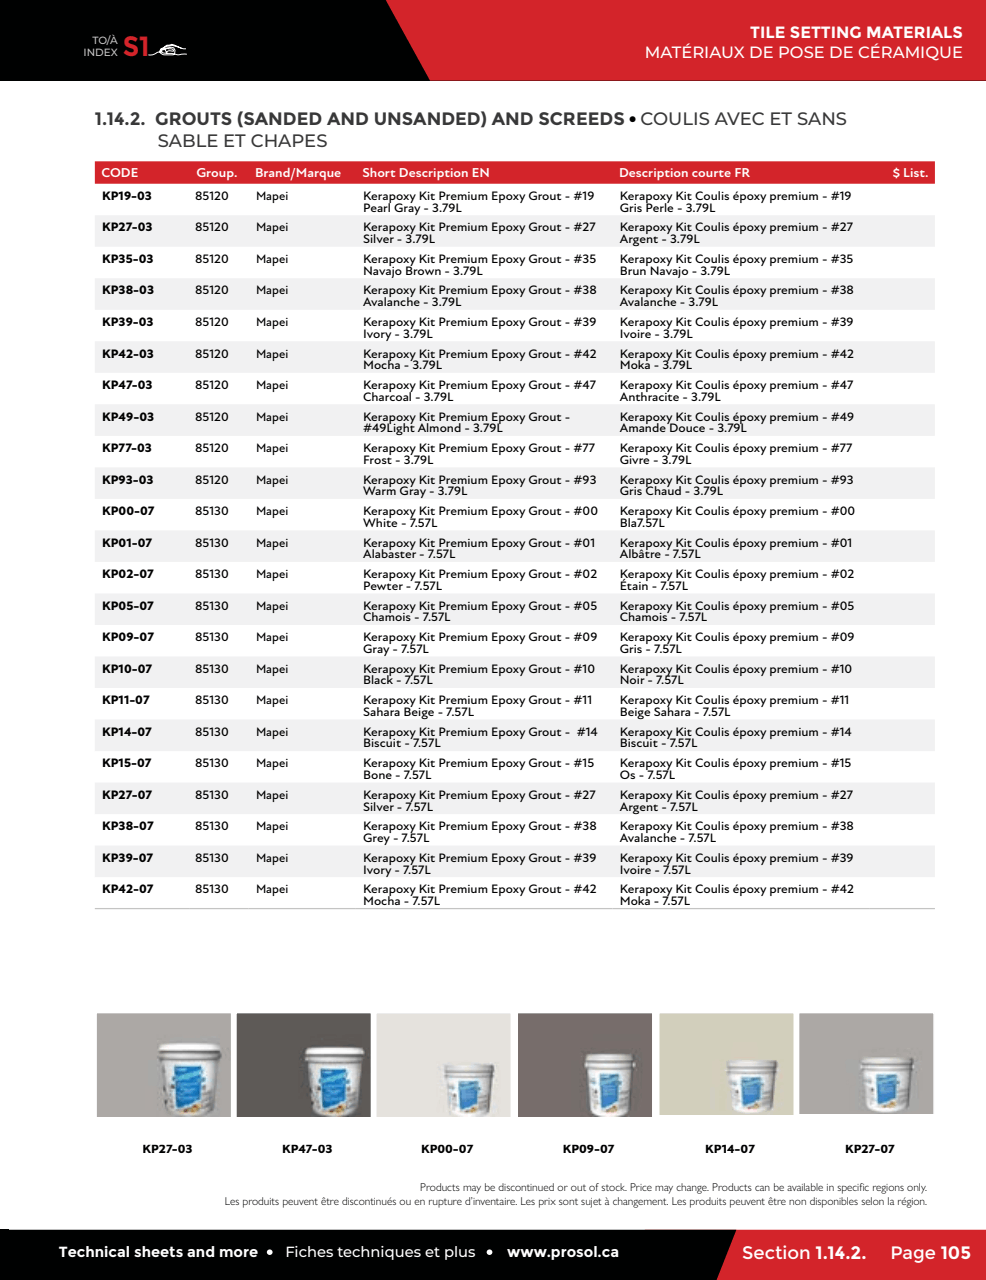 TO/À
INDEX S1
TILE SETTING MATERIALS
MATÉRIAUX DE POSE DE CÉRAMIQUE
1.14.2. GROUTS (SANDED AND UNSANDED) AND SCREEDS • COULIS AVEC ET SANS
SABLE ET CHAPES
CODE Group. Brand/Marque Short Description EN Description courte FR $ List.
KP19-03 85120 Mapei Kerapoxy Kit Premium Epoxy Grout - #19 Kerapoxy Kit Coulis époxy premium - #19
Pearl Gray - 3.79L Gris Perle - 3.79L
KP27-03 85120 Mapei Kerapoxy Kit Premium Epoxy Grout - #27 Kerapoxy Kit Coulis époxy premium - #27
Silver - 3.79L Argent - 3.79L
KP35-03 85120 Mapei Kerapoxy Kit Premium Epoxy Grout - #35 Kerapoxy Kit Coulis époxy premium - #35
Navajo Brown - 3.79L Brun Navajo - 3.79L
KP38-03 85120 Mapei Kerapoxy Kit Premium Epoxy Grout - #38 Kerapoxy Kit Coulis époxy premium - #38
Avalanche - 3.79L Avalanche - 3.79L
KP39-03 85120 Mapei Kerapoxy Kit Premium Epoxy Grout - #39 Kerapoxy Kit Coulis époxy premium - #39
Ivory - 3.79L Ivoire - 3.79L
KP42-03 85120 Mapei Kerapoxy Kit Premium Epoxy Grout - #42 Kerapoxy Kit Coulis époxy premium - #42
Mocha - 3.79L Moka - 3.79L
KP47-03 85120 Mapei Kerapoxy Kit Premium Epoxy Grout - #47 Kerapoxy Kit Coulis époxy premium - #47
Charcoal - 3.79L Anthracite - 3.79L
KP49-03 85120 Mapei Kerapoxy Kit Premium Epoxy Grout - Kerapoxy Kit Coulis époxy premium - #49
#49Light Almond - 3.79L Amande Douce - 3.79L
KP77-03 85120 Mapei Kerapoxy Kit Premium Epoxy Grout - #77 Kerapoxy Kit Coulis époxy premium - #77
Frost - 3.79L Givre - 3.79L
KP93-03 85120 Mapei Kerapoxy Kit Premium Epoxy Grout - #93 Kerapoxy Kit Coulis époxy premium - #93
Warm Gray - 3.79L Gris Chaud - 3.79L
KP00-07 85130 Mapei Kerapoxy Kit Premium Epoxy Grout - #00 Kerapoxy Kit Coulis époxy premium - #00
White - 7.57L Bla7.57L
KP01-07 85130 Mapei Kerapoxy Kit Premium Epoxy Grout - #01 Kerapoxy Kit Coulis époxy premium - #01
Alabaster - 7.57L Albâtre - 7.57L
KP02-07 85130 Mapei Kerapoxy Kit Premium Epoxy Grout - #02 Kerapoxy Kit Coulis époxy premium - #02
Pewter - 7.57L Étain - 7.57L
KP05-07 85130 Mapei Kerapoxy Kit Premium Epoxy Grout - #05 Kerapoxy Kit Coulis époxy premium - #05
Chamois - 7.57L Chamois - 7.57L
KP09-07 85130 Mapei Kerapoxy Kit Premium Epoxy Grout - #09 Kerapoxy Kit Coulis époxy premium - #09
Gray - 7.57L Gris - 7.57L
KP10-07 85130 Mapei Kerapoxy Kit Premium Epoxy Grout - #10 Kerapoxy Kit Coulis époxy premium - #10
Black - 7.57L Noir - 7.57L
KP11-07 85130 Mapei Kerapoxy Kit Premium Epoxy Grout - #11 Kerapoxy Kit Coulis époxy premium - #11
Sahara Beige - 7.57L Beige Sahara - 7.57L
KP14-07 85130 Mapei Kerapoxy Kit Premium Epoxy Grout - #14 Kerapoxy Kit Coulis époxy premium - #14
Biscuit - 7.57L Biscuit - 7.57L
KP15-07 85130 Mapei Kerapoxy Kit Premium Epoxy Grout - #15 Kerapoxy Kit Coulis époxy premium - #15
Bone - 7.57L Os - 7.57L
KP27-07 85130 Mapei Kerapoxy Kit Premium Epoxy Grout - #27 Kerapoxy Kit Coulis époxy premium - #27
Silver - 7.57L Argent - 7.57L
KP38-07 85130 Mapei Kerapoxy Kit Premium Epoxy Grout - #38 Kerapoxy Kit Coulis époxy premium - #38
Grey - 7.57L Avalanche - 7.57L
KP39-07 85130 Mapei Kerapoxy Kit Premium Epoxy Grout - #39 Kerapoxy Kit Coulis époxy premium - #39
Ivory - 7.57L Ivoire - 7.57L
KP42-07 85130 Mapei Kerapoxy Kit Premium Epoxy Grout - #42 Kerapoxy Kit Coulis époxy premium - #42
Mocha - 7.57L Moka - 7.57L
KP27-03 KP47-03 KP00-07 KP09-07 KP14-07 KP27-07
Products may be discontinued or out of stock. Price may change. Products can be available in specific regions only.
Les produits peuvent être discontinués ou en rupture d'inventaire. Les prix sont sujet à changement. Les produits peuvent être non disponibles selon la région.
Technical sheets and more • Fiches techniques et plus • www.prosol.ca
Section 1.14.2. Page 105